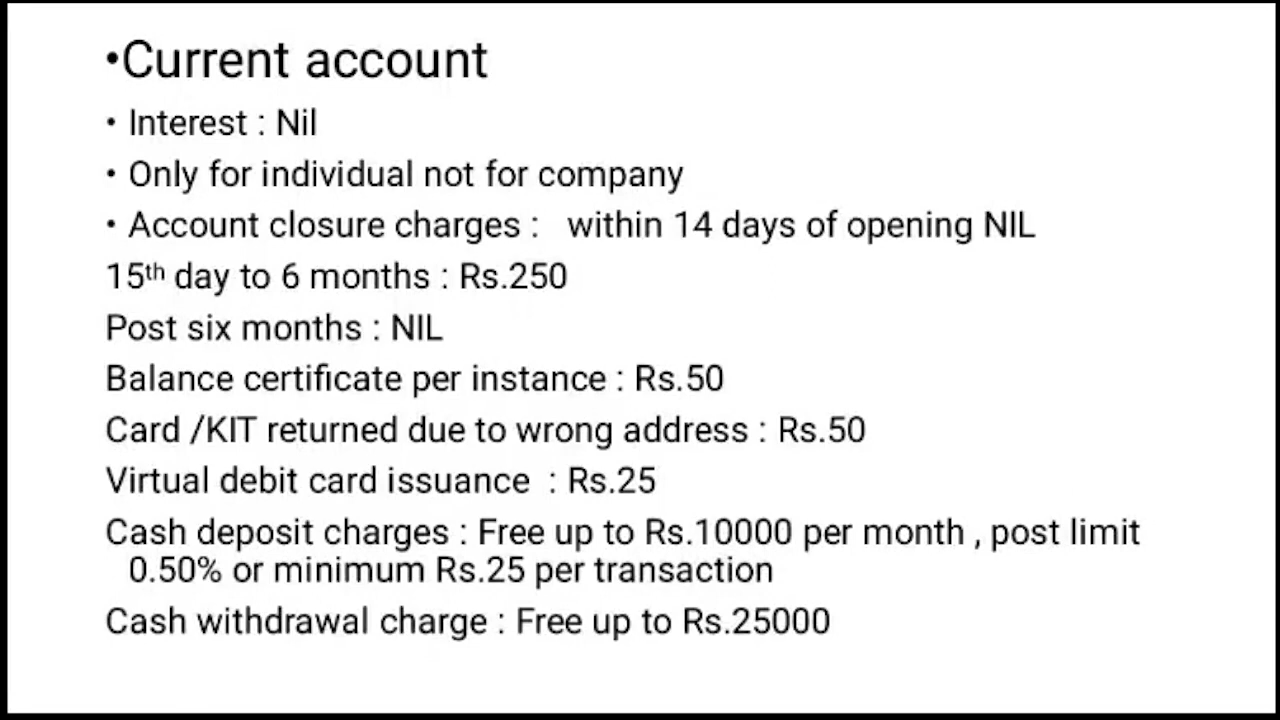 •Current account
• Interest : Nil
• Only for individual not for company
• Account closure charges :   within 14 days of opening NIL
15th day to 6 months : Rs.250
Post six months : NIL
Balance certificate per instance : Rs.50
Card /KIT returned due to wrong address : Rs.50
Virtual debit card issuance  : Rs.25
Cash deposit charges : Free up to Rs.10000 per month , post limit
0.50% or minimum Rs.25 per transaction
Cash withdrawal charge : Free up to Rs.25000